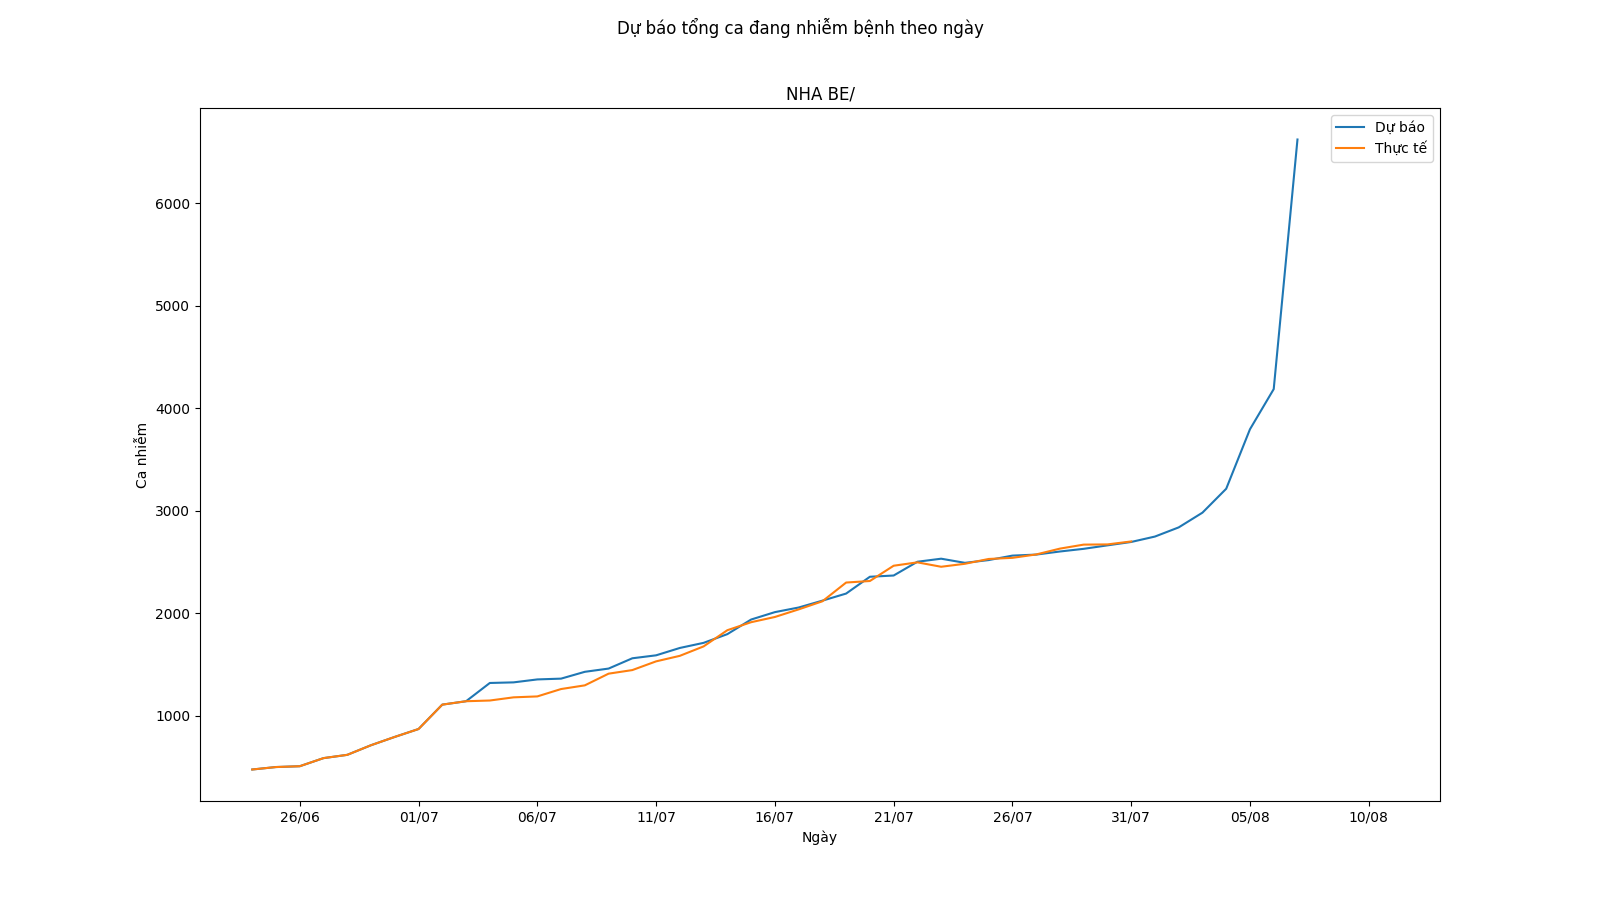 Dự báo tổng ca đang nhiễm bệnh theo ngày
NHA BE/
Dự báo
Thực tế
6000
5000
4000
3000
2000
1000
Ca nhiễm
26/06 01/07 06/07 11/07 16/07 21/07 26/07 31/07 05/08 10/08
Ngày